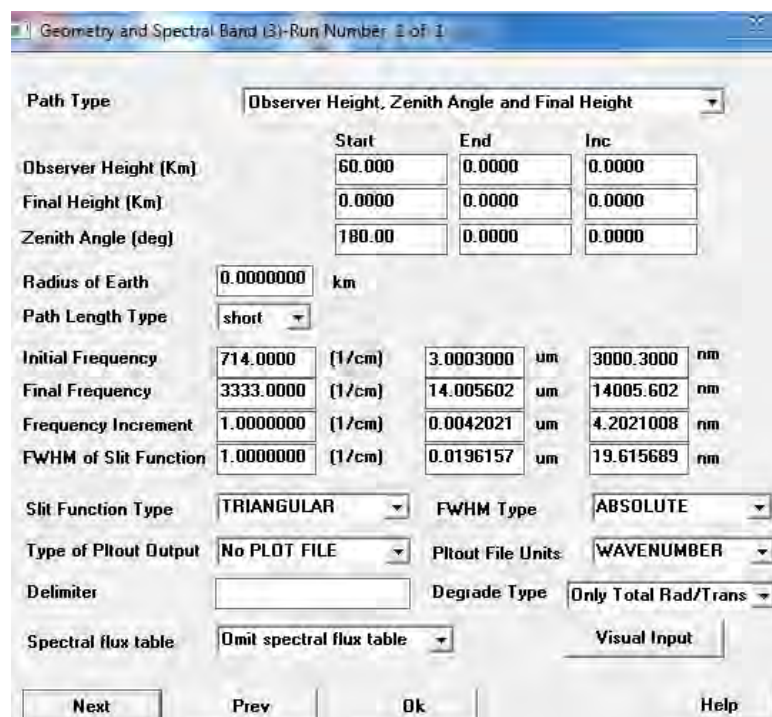 Geometry and Spectral Band (3)-Run Number 1 of 1
Path Type Observer Height, Zenith Angle and Final Height
Start End Inc
Observer Height (Km) 60.000 0.0000 0.0000
Final Height (Km) 0.0000 0.0000 0.0000
Zenith Angle (deg) 180.00 0.0000 0.0000
Radius of Earth 0.0000000 km
Path Length Type short
Initial Frequency 714.0000 (1/cm) 3.0003000 um 3000.3000 nm
Final Frequency 3333.0000 (1/cm) 14.005602 um 14005.602 nm
Frequency Increment 1.0000000 (1/cm) 0.0042021 um 4.2021008 nm
FWHM of Slit Function 1.0000000 (1/cm) 0.0196157 um 19.615689 nm
Slit Function Type TRIANGULAR FWHM Type ABSOLUTE
Type of Pltout Output No PLOT FILE Pltout File Units WAVENUMBER
Delimiter Degrade Type Only Total Rad/Trans
Spectral flux table Omit spectral flux table Visual Input
Next Prev Ok Help